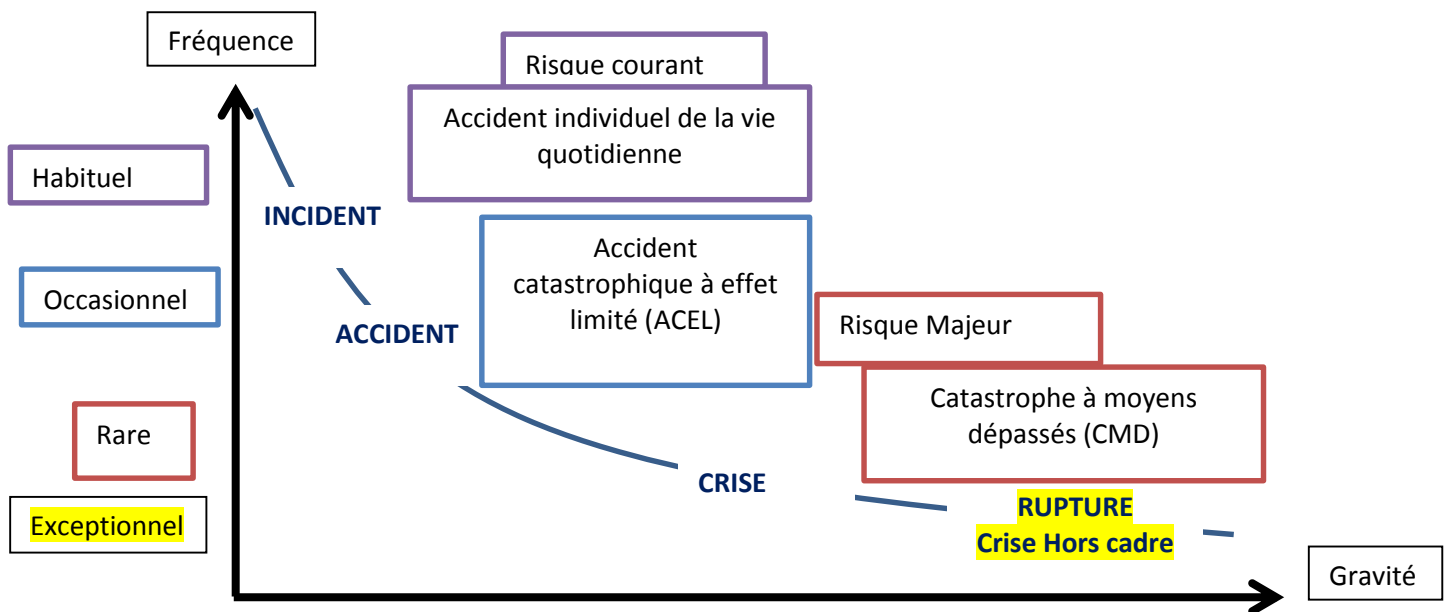 Fréquence
Risque courant
Accident individuel de la vie
quotidienne
Habituel
INCIDENT
Accident
catastrophique à effet
limité (ACEL)
Occasionnel
ACCIDENT
Risque Majeur
Catastrophe à moyens
dépassés (CMD)
Rare
CRISE
RUPTURE
Crise Hors cadre
Exceptionnel
Gravité